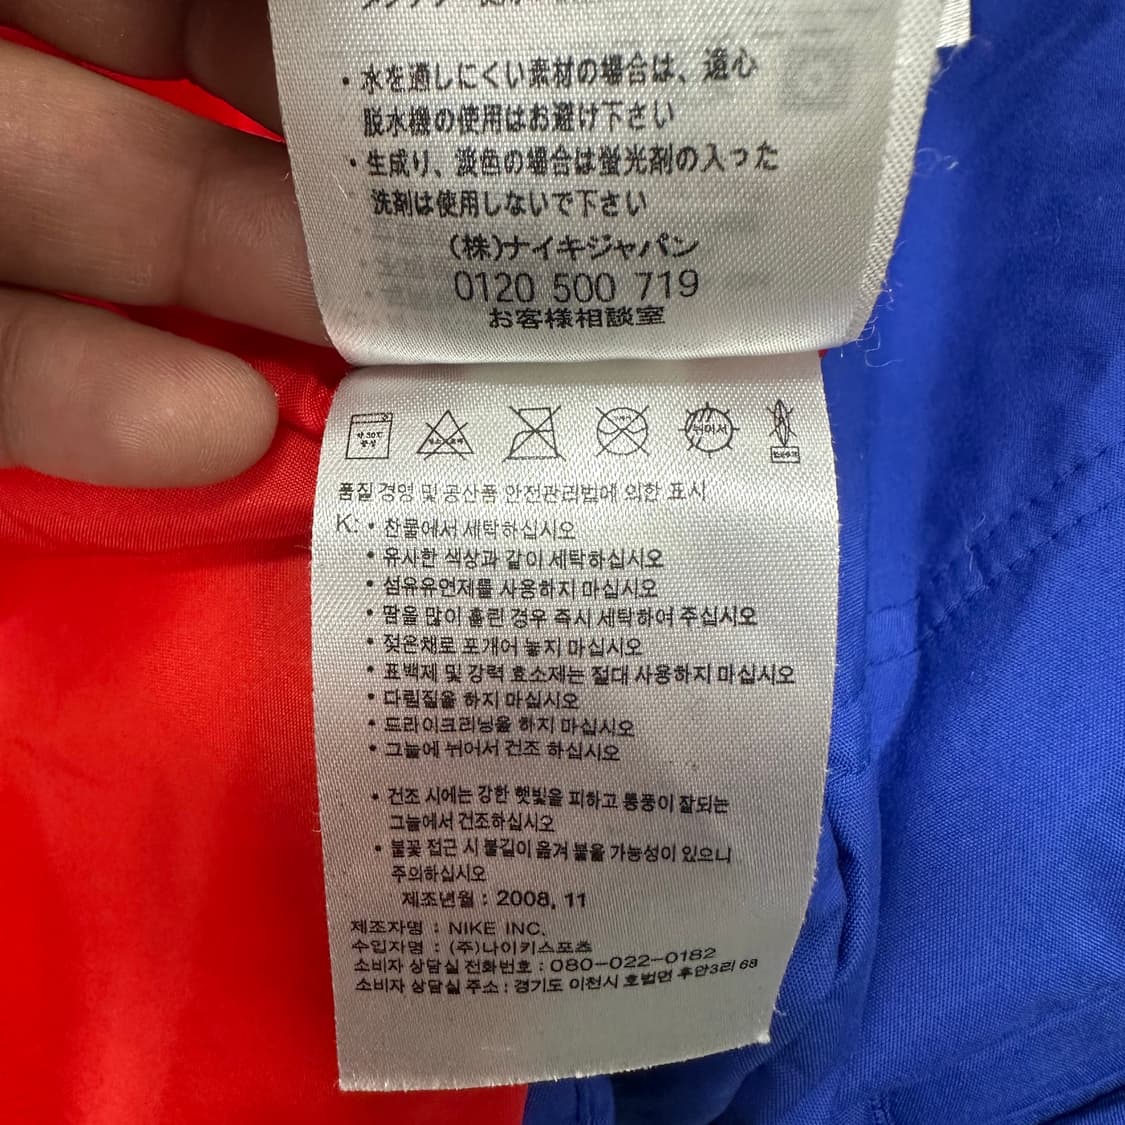 ・水を通しにくい素材の場合は、遠心
脱水機の使用はお避け下さい
・生成り、淡色の場合は蛍光剤の入った
洗剤は使用しないで下さい
(株)ナイキジャパン
0120 500 719
お客様相談室
약 30℃
중성
뉘어서
품질 경영 및 공산품 안전관리법에 의한 표시
K: • 찬물에서 세탁하십시오
• 유사한 색상과 같이 세탁하십시오
• 섬유유연제를 사용하지 마십시오
• 땀을 많이 흘린 경우 즉시 세탁하여 주십시오
• 젖은채로 포개어 놓지 마십시오
• 표백제 및 강력 효소제는 절대 사용하지 마십시오
• 다림질을 하지 마십시오
• 드라이크리닝을 하지 마십시오
• 그늘에 뉘어서 건조 하십시오
• 건조 시에는 강한 햇빛을 피하고 통풍이 잘되는
그늘에서 건조하십시오
• 불꽃 접근 시 불길이 옮겨 붙을 가능성이 있으니
주의하십시오
제조년월 : 2008. 11
제조자명 : NIKE INC.
수입자명 : (주)나이키스포츠
소비자 상담실 전화번호 : 080-022-0182
소비자 상담실 주소 : 경기도 이천시 호법면 후안3리 68